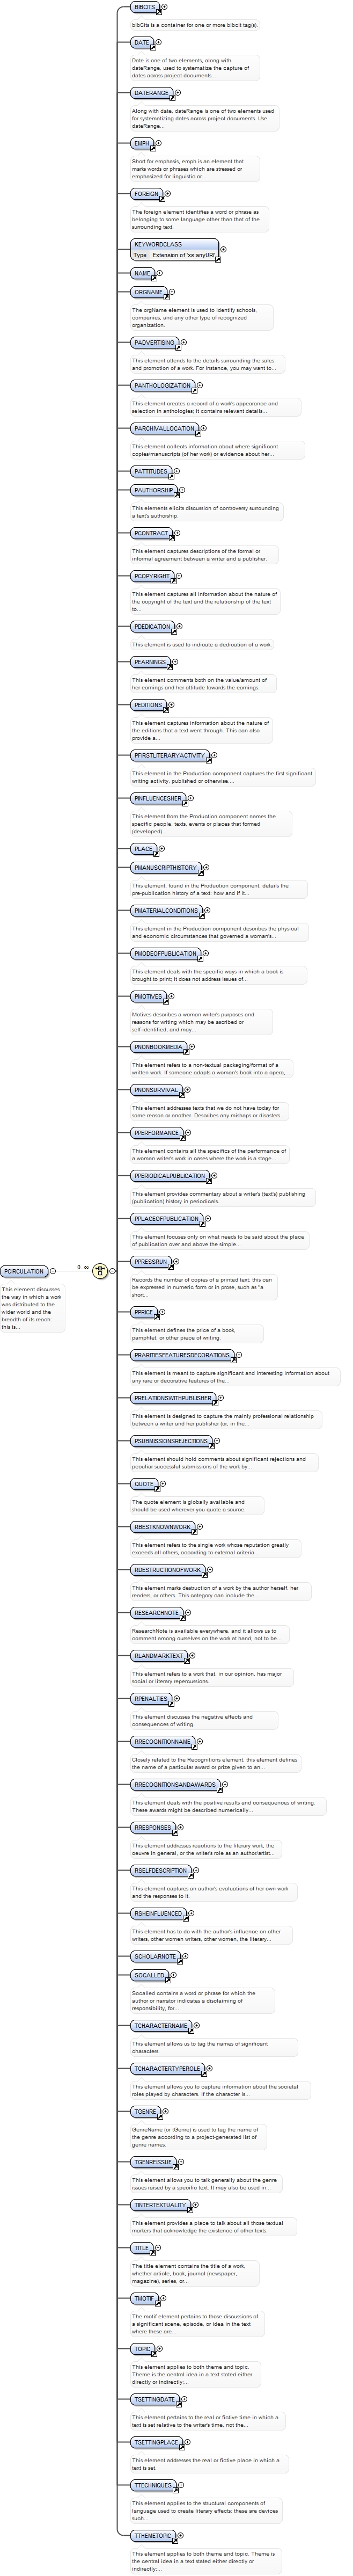 BIBCITS
bibCits is a container for one or more bibcit tag(s).
DATE
Date is one of two elements, along with
dateRange, used to systematize the capture of
dates across project documents....
DATERANGE
Along with date, dateRange is one of two elements used
for systematizing dates across project documents. Use
dateRange...
EMPH
Short for emphasis, emph is an element that
marks words or phrases which are stressed or
emphasized for linguistic or...
FOREIGN
The foreign element identifies a word or phrase as
belonging to some language other than that of the
surrounding text.
KEYWORDCLASS
Type Extension of 'xs:anyURI'
NAME
ORGNAME
The orgName element is used to identify schools,
companies, and any other type of recognized
organization.
PADVERTISING
This element attends to the details surrounding the sales
and promotion of a work. For instance, you may want to...
PANTHOLOGIZATION
This element creates a record of a work's appearance and
selection in anthologies; it contains relevant details...
PARCHIVALLOCATION
This element collects information about where significant
copies/manuscripts (of her work) or evidence about her...
PATTITUDES
PAUTHORSHIP
This elements elicits discussion of controversy surrounding
a text's authorship.
PCONTRACT
This element captures descriptions of the formal or
informal agreement between a writer and a publisher.
PCOPYRIGHT
This element captures all information about the nature of
the copyright of the text and the relationship of the text
to...
PDEDICATION
This element is used to indicate a dedication of a work.
PEARNINGS
This element comments both on the value/amount of
her earnings and her attitude towards the earnings.
PEDITIONS
This element captures information about the nature of
the editions that a text went through. This can also
provide a...
PFIRSTLITERARYACTIVITY
This element in the Production component captures the first significant
writing activity, published or otherwise....
PINFLUENCESHER
This element from the Production component names the
specific people, texts, events or places that formed
(developed)...
PLACE
PMANUSCRIPTHISTORY
This element, found in the Production component, details the
pre-publication history of a text: how and if it...
PMATERIALCONDITIONS
This element in the Production component describes the physical
and economic circumstances that governed a woman's...
PMODEOFPUBLICATION
This element deals with the specific ways in which a book is
brought to print; it does not address issues of...
PMOTIVES
Motives describes a woman writer's purposes and
reasons for writing which may be ascribed or
self-identified, and may...
PNONBOOKMEDIA
This element refers to a non-textual packaging/format of a
written work. If someone adapts a woman's book into a opera,...
PNONSURVIVAL
This element addresses texts that we do not have today for
some reason or another. Describes any mishaps or disasters...
PPERFORMANCE
This element contains all the specifics of the performance of
a woman writer's work in cases where the work is a stage...
PPERIODICALPUBLICATION
This element provides commentary about a writer's (text's) publishing
(publication) history in periodicals.
PPLACEOFPUBLICATION
This element focuses only on what needs to be said about the place
of publication over and above the simple...
PCIRCULATION
0..∞
This element discusses
the way in which a work
was distributed to the
wider world and the
breadth of its reach:
this is...
PPRESSRUN
Records the number of copies of a printed text; this can
be expressed in numeric form or in prose, such as "a
short...
PPRICE
This element defines the price of a book,
pamphlet, or other piece of writing.
PRARITIESFEATURESDECORATIONS
This element is meant to capture significant and interesting information about
any rare or decorative features of the...
PRELATIONSWITHPUBLISHER
This element is designed to capture the mainly professional relationship
between a writer and her publisher (or, in the...
PSUBMISSIONSREJECTIONS
This element should hold comments about significant rejections and
peculiar successful submissions of the work by...
QUOTE
The quote element is globally available and
should be used wherever you quote a source.
RBESTKNOWNWORK
This element refers to the single work whose reputation greatly
exceeds all others, according to external criteria...
RDESTRUCTIONOFWORK
This element marks destruction of a work by the author herself, her
readers, or others. This category can include the...
RESEARCHNOTE
ResearchNote is available everywhere, and it allows us to
comment among ourselves on the work at hand; not to be...
RLANDMARKTEXT
This element refers to a work that, in our opinion, has major
social or literary repercussions.
RPENALTIES
This element discusses the negative effects and
consequences of writing.
RRECOGNITIONNAME
Closely related to the Recognitions element, this element defines
the name of a particular award or prize given to an...
RRECOGNITIONSANDAWARDS
This element deals with the positive results and consequences of writing.
These awards might be described numerically...
RRESPONSES
This element addresses reactions to the literary work, the
oeuvre in general, or the writer's role as an author/artist...
RSELFDESCRIPTION
This element captures an author's evaluations of her own work
and the responses to it.
RSHEINFLUENCED
This element has to do with the author's influence on other
writers, other women writers, other women, the literary...
SCHOLARNOTE
SOCALLED
Socalled contains a word or phrase for which the
author or narrator indicates a disclaiming of
responsibility, for...
TCHARACTERNAME
This element allows us to tag the names of significant
characters.
TCHARACTERTYPEROLE
This element allows you to capture information about the societal
roles played by characters. If the character is...
TGENRE
GenreName (or tGenre) is used to tag the name of
the genre according to a project-generated list of
genre names.
TGENREISSUE
This element allows you to talk generally about the genre
issues raised by a specific text. It may also be used in...
TINTERTEXTUALITY
This element provides a place to talk about all those textual
markers that acknowledge the existence of other texts.
TITLE
The title element contains the title of a work,
whether article, book, journal (newspaper,
magazine), series, or...
TMOTIF
The motif element pertains to those discussions of
a significant scene, episode, or idea in the text
where these are...
TOPIC
This element applies to both theme and topic.
Theme is the central idea in a text stated either
directly or indirectly;...
TSETTINGDATE
This element pertains to the real or fictive time in which a
text is set relative to the writer's time, not the...
TSETTINGPLACE
This element addresses the real or fictive place in which a
text is set.
TTECHNIQUES
This element applies to the structural components of
language used to create literary effects: these are devices
such...
TTHEMETOPIC
This element applies to both theme and topic. Theme is
the central idea in a text stated either directly or
indirectly;...